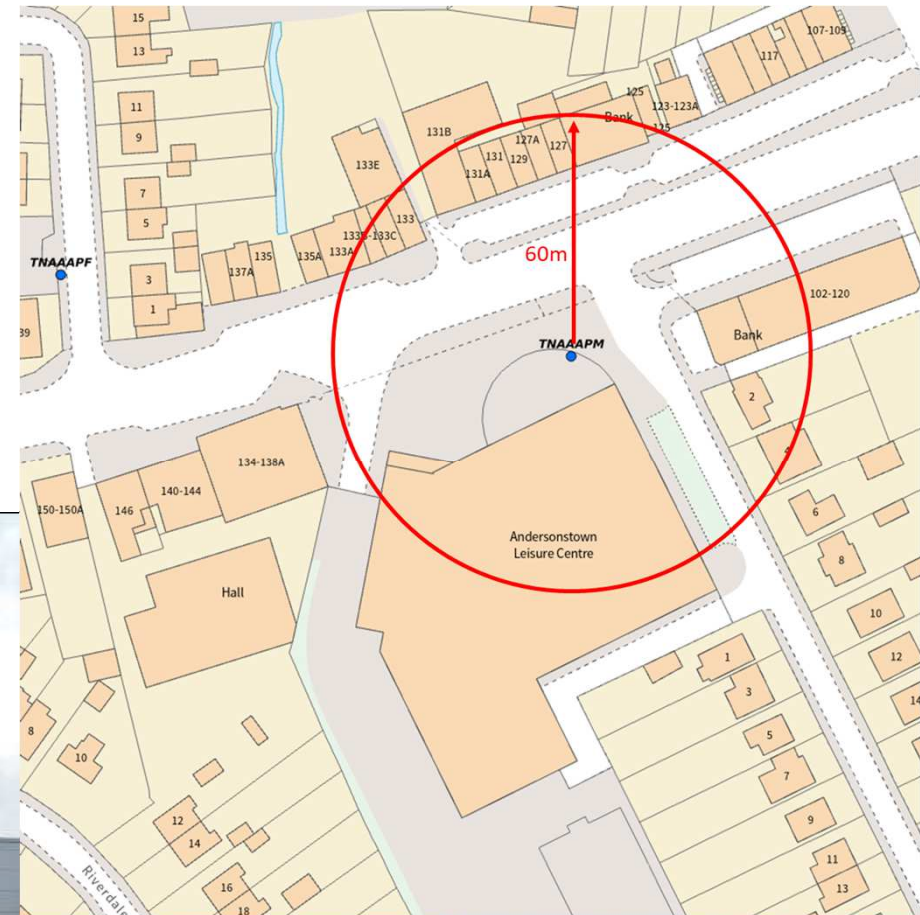 15
13
107-109
117
11
9
125
123-123A
Bank
125
131B
127A
127
131
129
131A
133E
7
5
133
133B-133C
133A
135A
135
137A
TNAAAPF
3
1
39
60m
102-120
TNAAAPM
Bank
2
4
134-138A
140-144
146
150-150A
6
8
Andersonstown
Leisure Centre
Hall
10
12
14
1
3
5
7
9
11
13
8
10
12
14
16
18